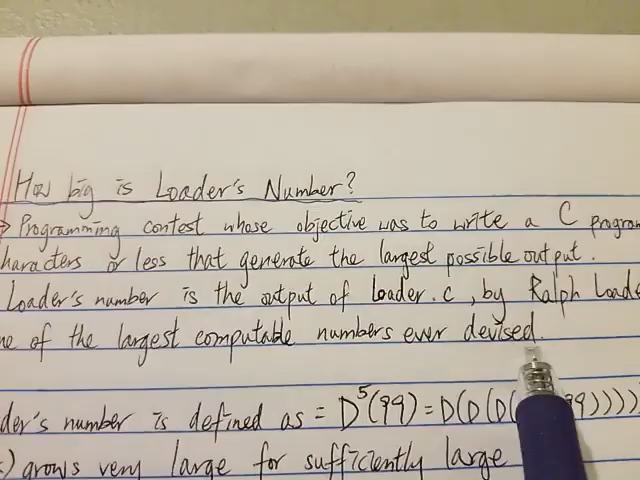 How big is Loader's Number?
→ Programming contest whose objective was to write a C program
haracters or less that generate the largest possible output.
Loader's number is the output of loader.c, by Ralph Loade
ne of the largest computable numbers ever devised.
der's number is defined as = D⁵(99) = D(D(D( 99))))
:) grows very large for sufficiently large